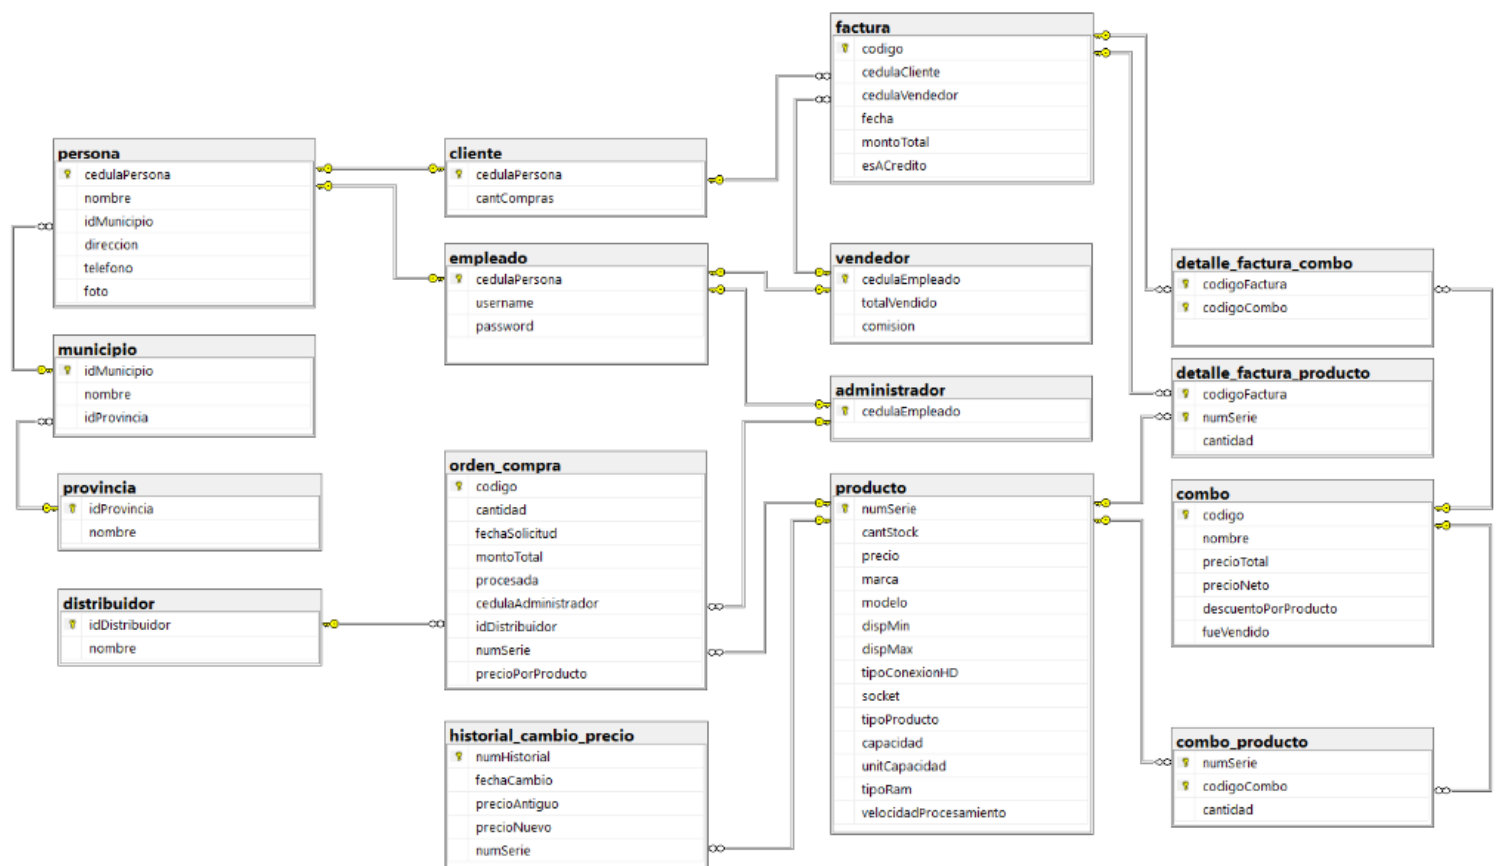 persona
cedulaPersona
nombre
idMunicipio
direccion
telefono
foto
municipio
idMunicipio
nombre
idProvincia
provincia
idProvincia
nombre
distribuidor
idDistribuidor
nombre
cliente
cedulaPersona
cantCompras
empleado
cedulaPersona
username
password
orden_compra
codigo
cantidad
fechaSolicitud
montoTotal
procesada
cedulaAdministrador
idDistribuidor
numSerie
precioPorProducto
historial_cambio_precio
numHistorial
fechaCambio
precioAntiguo
precioNuevo
numSerie
factura
codigo
cedulaCliente
cedulaVendedor
fecha
montoTotal
esACredito
vendedor
cedulaEmpleado
totalVendido
comision
administrador
cedulaEmpleado
producto
numSerie
cantStock
precio
marca
modelo
dispMin
dispMax
tipoConexionHD
socket
tipoProducto
capacidad
unitCapacidad
tipoRam
velocidadProcesamiento
detalle_factura_combo
codigoFactura
codigoCombo
detalle_factura_producto
codigoFactura
numSerie
cantidad
combo
codigo
nombre
precioTotal
precioNeto
descuentoPorProducto
fueVendido
combo_producto
numSerie
codigoCombo
cantidad